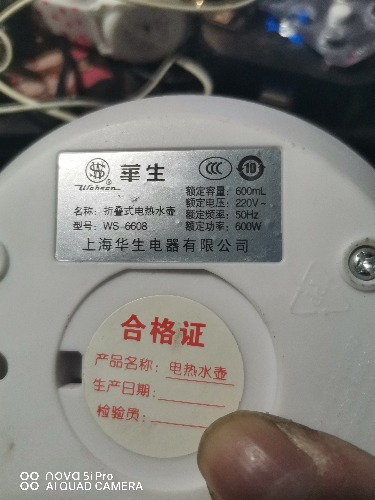 華生
Wahson
CCC
10
名称: 折叠式电热水壶
型号: WS-6608
额定容量: 600mL
额定电压: 220V~
额定频率: 50Hz
额定功率: 600W
上海华生电器有限公司
合格证
产品名称: 电热水壶
生产日期:
检验员:
nova 5i Pro
AI QUAD CAMERA